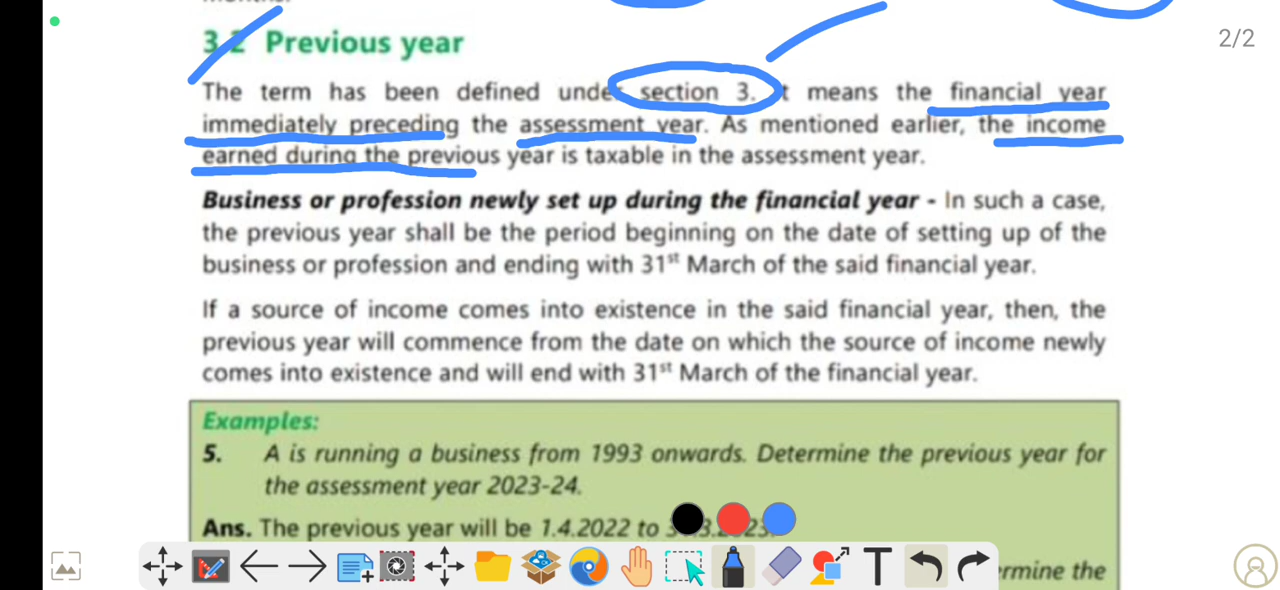 2/2
3.2 Previous year
The term has been defined under section 3. It means the financial year
immediately preceding the assessment year. As mentioned earlier, the income
earned during the previous year is taxable in the assessment year.
Business or profession newly set up during the financial year - In such a case,
the previous year shall be the period beginning on the date of setting up of the
business or profession and ending with 31st March of the said financial year.
If a source of income comes into existence in the said financial year, then, the
previous year will commence from the date on which the source of income newly
comes into existence and will end with 31st March of the financial year.
Examples:
5. A is running a business from 1993 onwards. Determine the previous year for
the assessment year 2023-24.
Ans. The previous year will be 1.4.2022 to
T
the